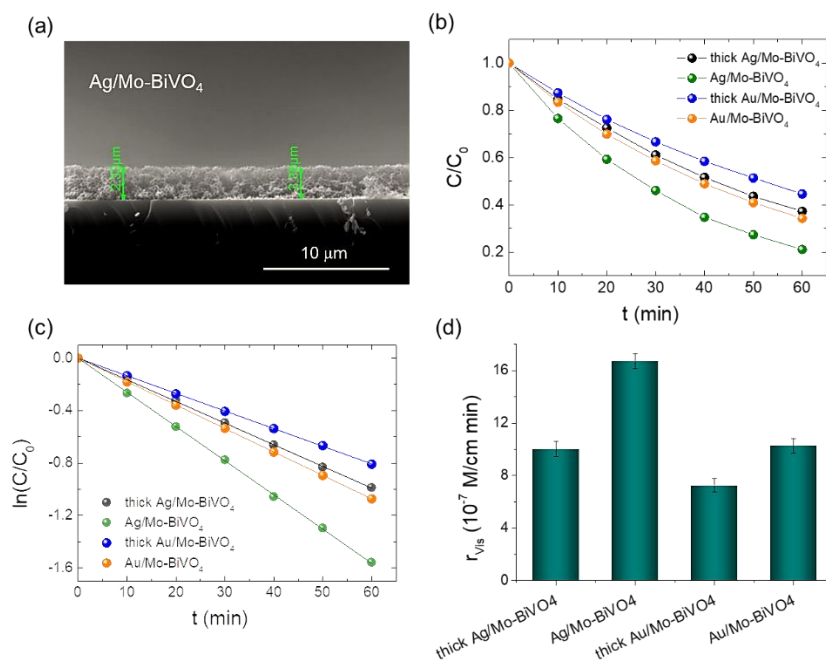 (a)
Ag/Mo-BiVO₄
10 μm
(b)
C/C₀
1.0
0.8
0.6
0.4
0.2
0 10 20 30 40 50 60
t (min)
thick Ag/Mo-BiVO₄
Ag/Mo-BiVO₄
thick Au/Mo-BiVO₄
Au/Mo-BiVO₄
(c)
ln(C/C₀)
0.0
-0.4
-0.8
-1.2
-1.6
0 10 20 30 40 50 60
t (min)
thick Ag/Mo-BiVO₄
Ag/Mo-BiVO₄
thick Au/Mo-BiVO₄
Au/Mo-BiVO₄
(d)
r_Vis (10⁻⁷ M/cm min)
16
12
8
4
0
thick Ag/Mo-BiVO4
Ag/Mo-BiVO4
thick Au/Mo-BiVO4
Au/Mo-BiVO4